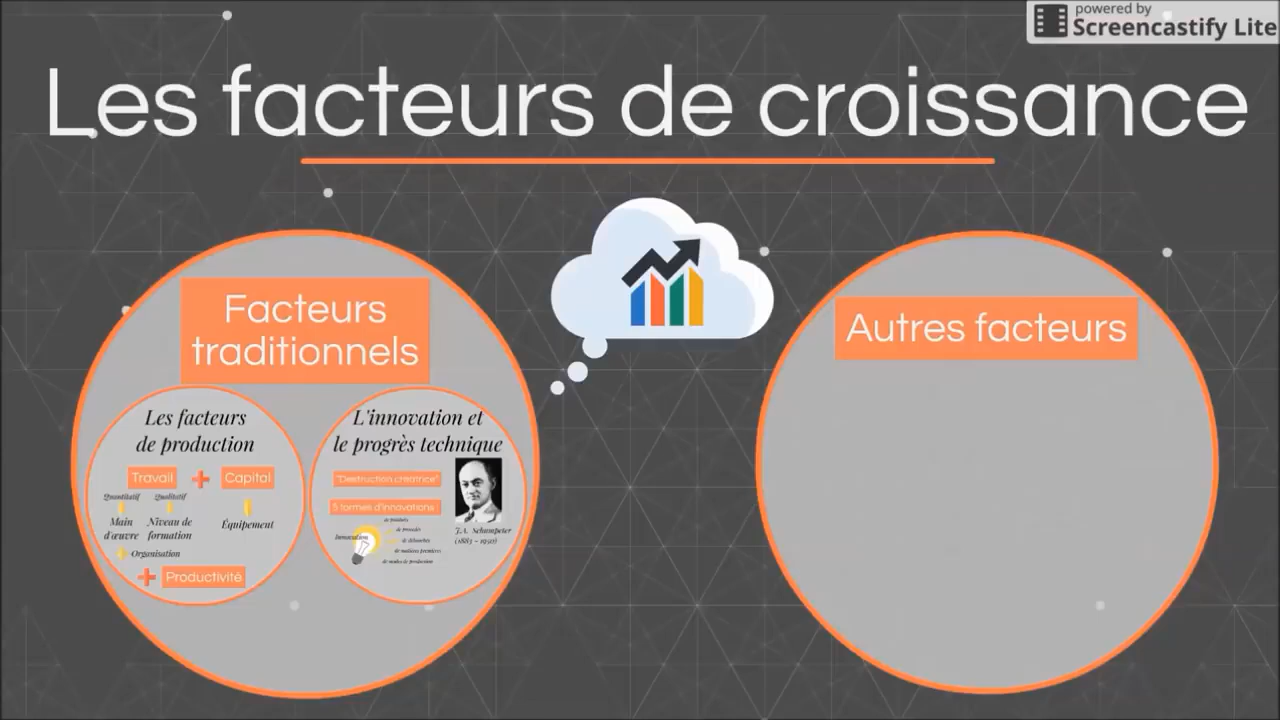 powered by
Screencastify Lite
Les facteurs de croissance
Facteurs
traditionnels
Les facteurs
de production
Travail
Capital
Quantitatif
Qualitatif
Main
d'œuvre
Niveau de
formation
Équipement
Organisation
Productivité
L'innovation et
le progrès technique
"Destruction créatrice"
5 formes d'innovations
Innovation
de produits
de procédés
de débouchés
de matières premières
de modes de production
J.A. Schumpeter
(1883 - 1950)
Autres facteurs